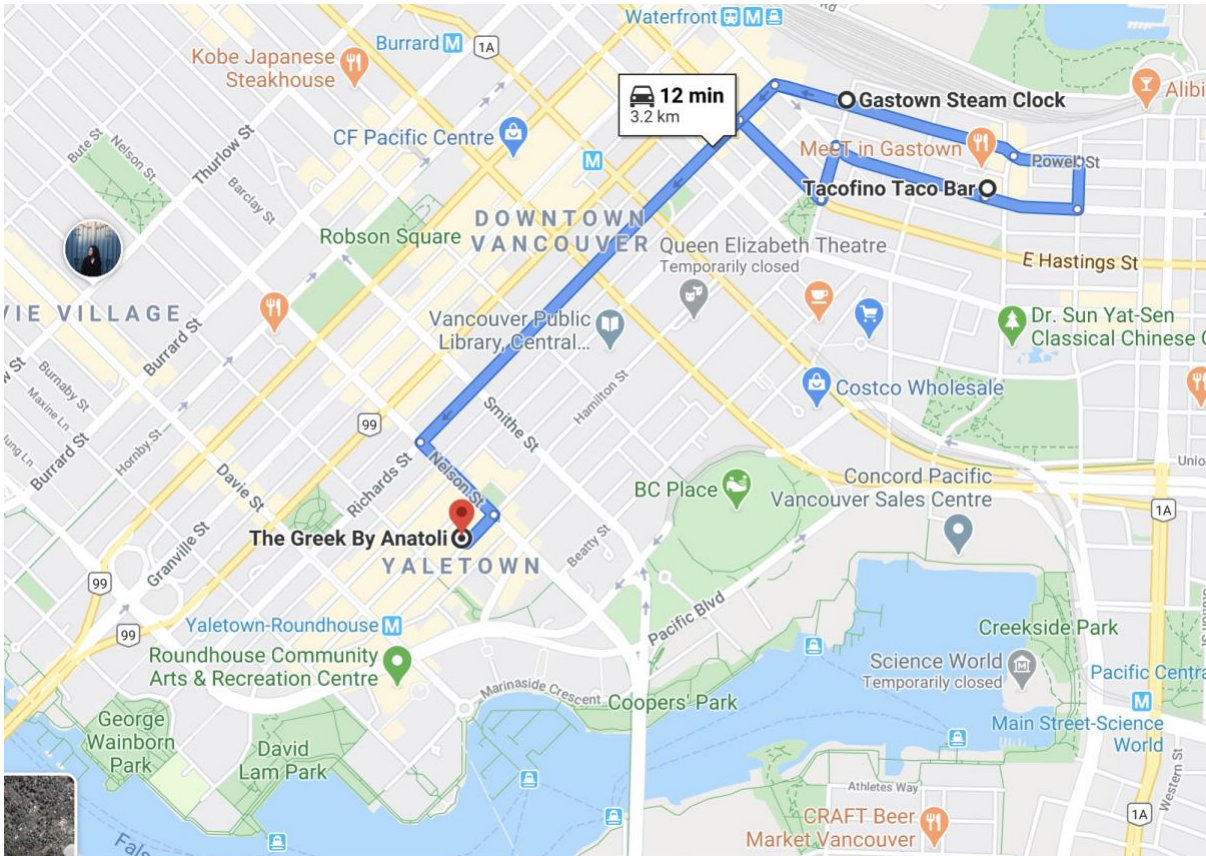 Waterfront
Burrard
1A
Kobe Japanese
Steakhouse
12 min
3.2 km
Gastown Steam Clock
Alibi
CF Pacific Centre
MeeT in Gastown
Powell St
Bute St
Nelson St
Thurlow St
Barclay St
Tacofino Taco Bar
DOWNTOWN
VANCOUVER
Robson Square
Queen Elizabeth Theatre
Temporarily closed
E Hastings St
VIE VILLAGE
Vancouver Public
Library, Central...
Dr. Sun Yat-Sen
Classical Chinese G
Burrard St
Burnaby St
Maxine Ln
Hamilton St
Costco Wholesale
Smithe St
99
Hornby St
Burrard St
Davie St
Richards St
Nelson St
Union
BC Place
Concord Pacific
Vancouver Sales Centre
1A
The Greek By Anatoli
YALETOWN
Beatty St
Granville St
99
99
Pacific Blvd
Yaletown-Roundhouse
Creekside Park
Roundhouse Community
Arts & Recreation Centre
Science World
Temporarily closed
Pacific Centra
Marinaside Crescent
Coopers' Park
Main Street-Science
World
George
Wainborn
Park
David
Lam Park
Western St
Athletes Way
CRAFT Beer
Market Vancouver
1A
Fals